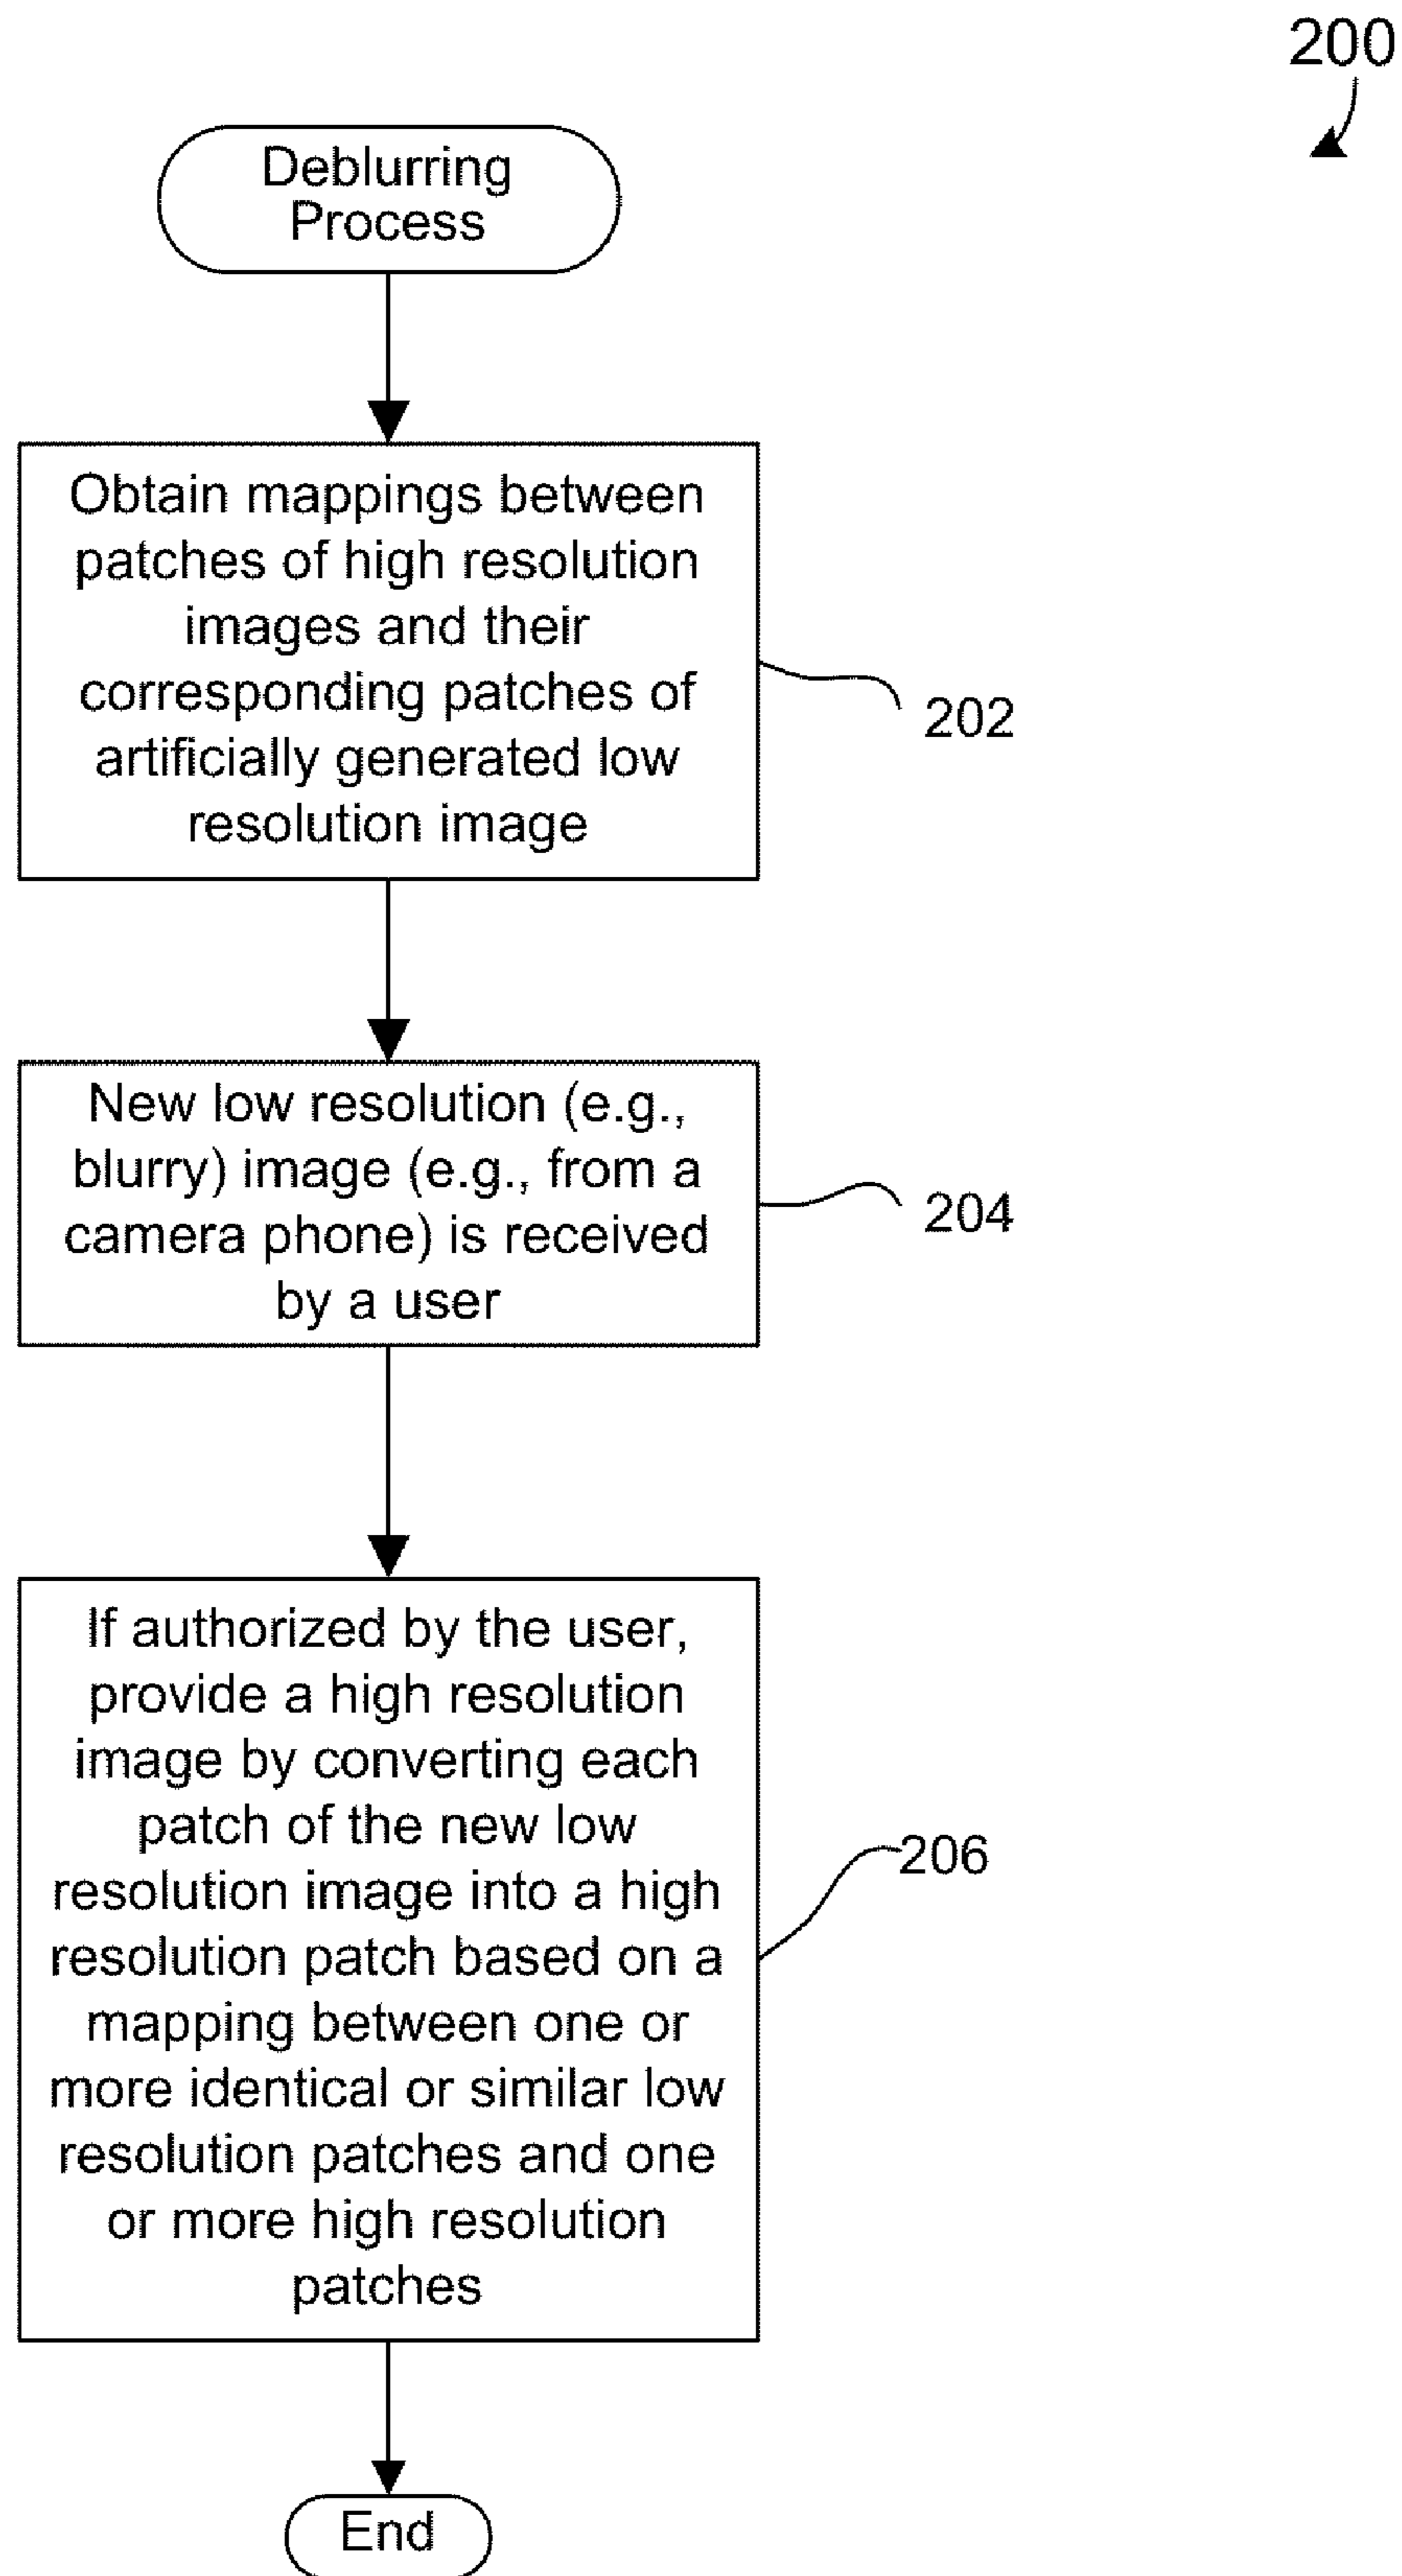 200
Deblurring
Process
Obtain mappings between
patches of high resolution
images and their
corresponding patches of
artificially generated low
resolution image
202
New low resolution (e.g.,
blurry) image (e.g., from a
camera phone) is received
by a user
204
If authorized by the user,
provide a high resolution
image by converting each
patch of the new low
resolution image into a high
resolution patch based on a
mapping between one or
more identical or similar low
resolution patches and one
or more high resolution
patches
206
End